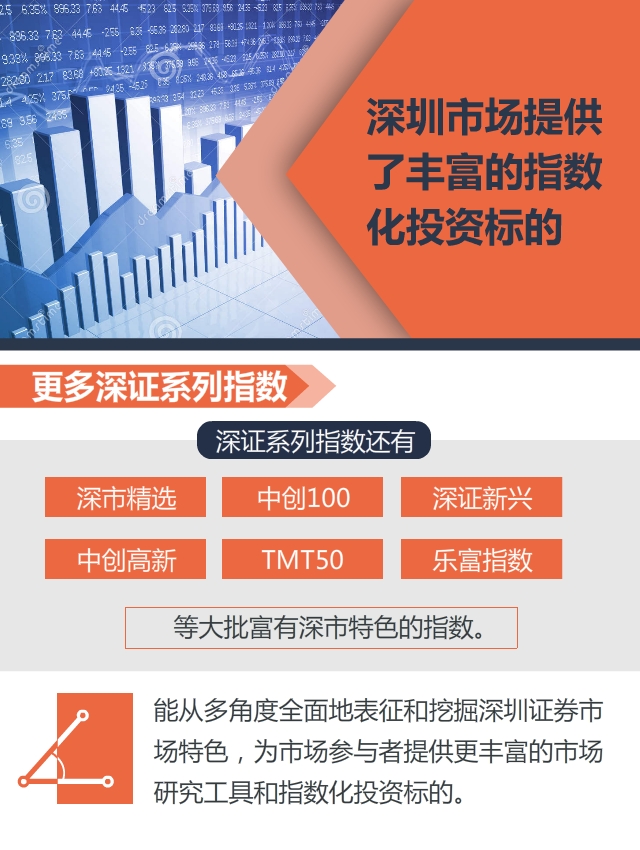 深圳市场提供
了丰富的指数
化投资标的
更多深证系列指数
深证系列指数还有
深市精选
中创100
深证新兴
中创高新
TMT50
乐富指数
等大批富有深市特色的指数。
能从多角度全面地表征和挖掘深圳证券市
场特色，为市场参与者提供更丰富的市场
研究工具和指数化投资标的。